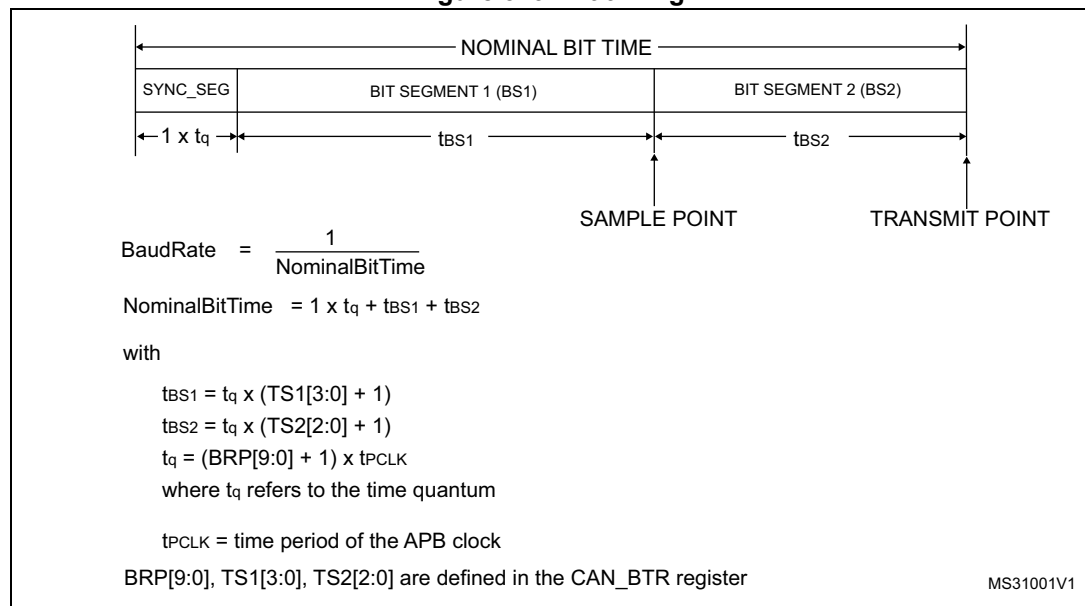 NOMINAL BIT TIME
SYNC_SEG BIT SEGMENT 1 (BS1) BIT SEGMENT 2 (BS2)
1 x tq tBS1 tBS2
SAMPLE POINT TRANSMIT POINT
BaudRate = 1
NominalBitTime
NominalBitTime = 1 x tq + tBS1 + tBS2
with
tBS1 = tq x (TS1[3:0] + 1)
tBS2 = tq x (TS2[2:0] + 1)
tq = (BRP[9:0] + 1) x tPCLK
where tq refers to the time quantum
tPCLK = time period of the APB clock
BRP[9:0], TS1[3:0], TS2[2:0] are defined in the CAN_BTR register
MS31001V1